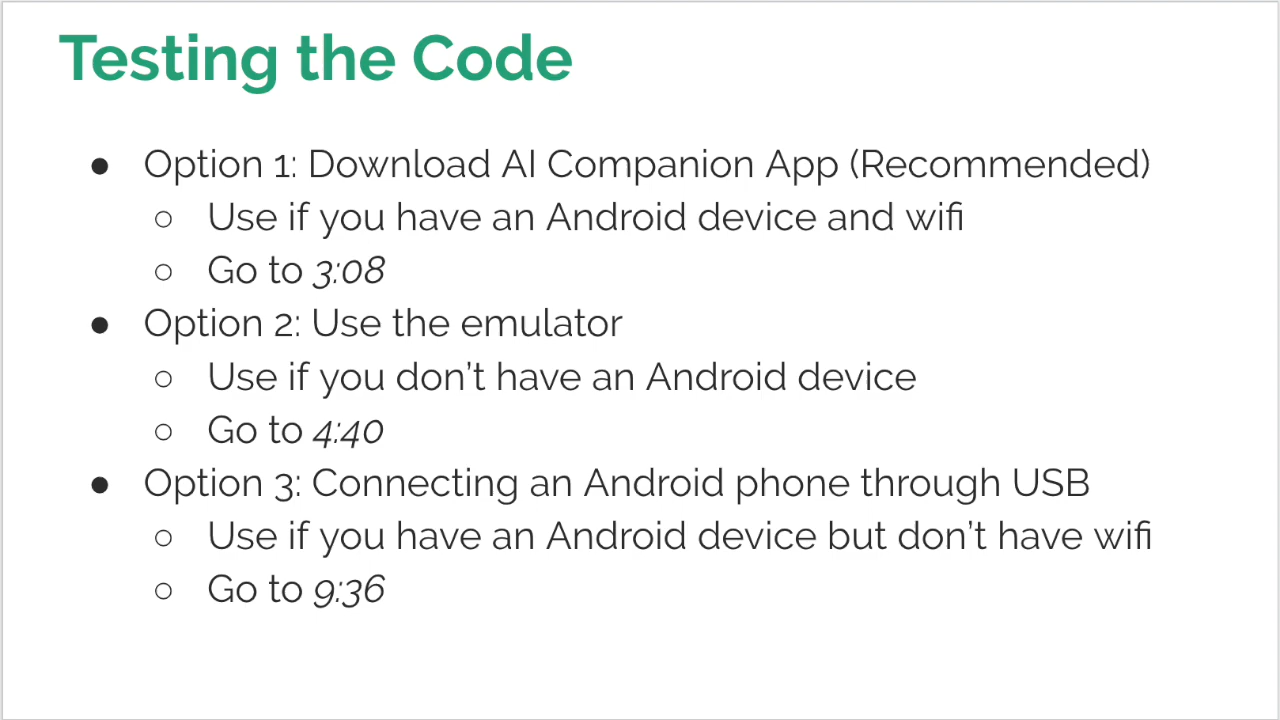 Testing the Code
● Option 1: Download AI Companion App (Recommended)
○ Use if you have an Android device and wifi
○ Go to 3:08
● Option 2: Use the emulator
○ Use if you don’t have an Android device
○ Go to 4:40
● Option 3: Connecting an Android phone through USB
○ Use if you have an Android device but don’t have wifi
○ Go to 9:36